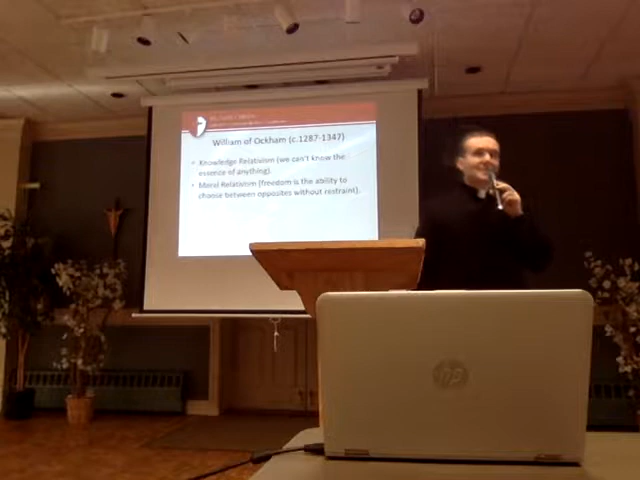 William of Ockham (c.1287-1347)
• Knowledge Relativism (we can't know the
essence of anything).
• Moral Relativism (freedom is the ability to
choose between opposites without restraint).
hp